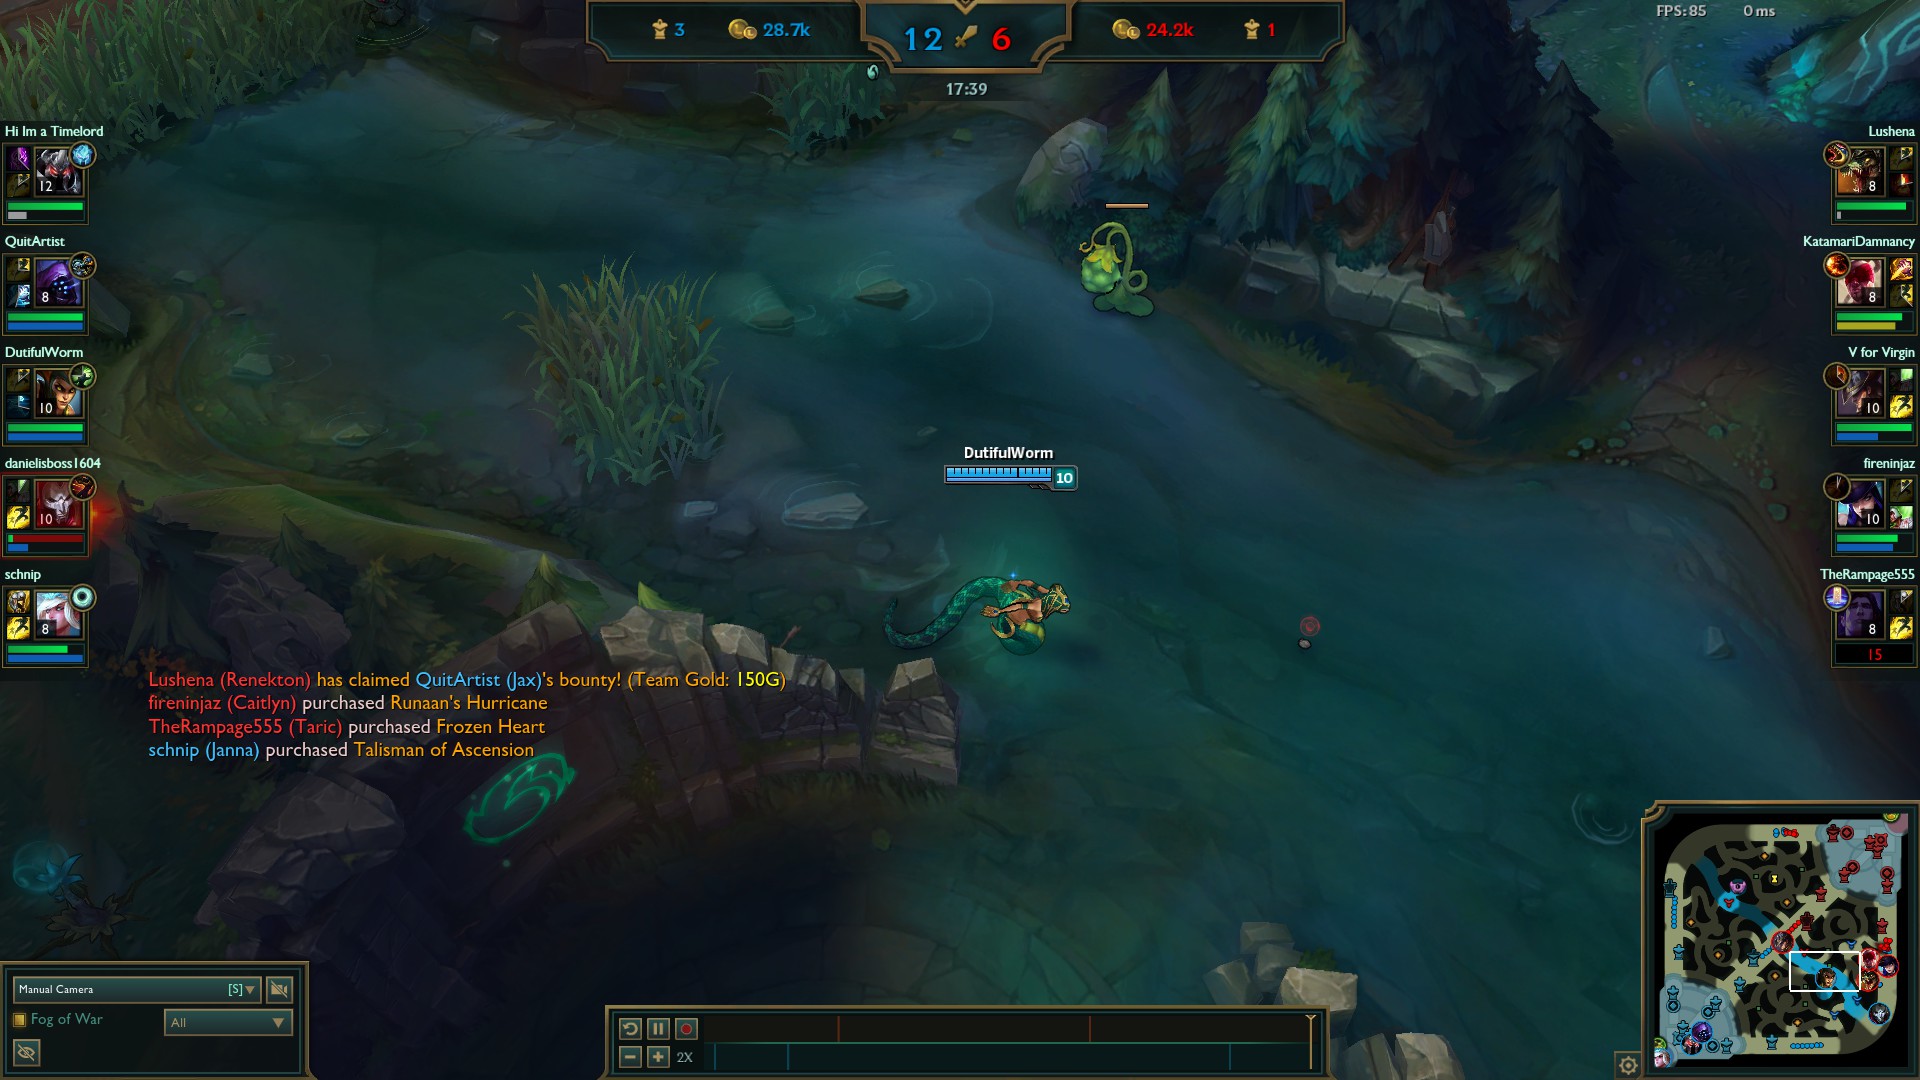 FPS: 85 0 ms
3 28.7k 12 6 24.2k 1
17:39
Hi Im a Timelord
12
QuitArtist
8
DutifulWorm
10
danielisboss1604
10
schnip
8
Lushena
8
KatamariDamnancy
8
V for Virgin
10
fireninjaz
10
TheRampage555
8
15
DutifulWorm
10
Lushena (Renekton) has claimed QuitArtist (Jax)'s bounty! (Team Gold: 150G)
fireninjaz (Caitlyn) purchased Runaan's Hurricane
TheRampage555 (Taric) purchased Frozen Heart
schnip (Janna) purchased Talisman of Ascension
Manual Camera [S]
Fog of War All
2X